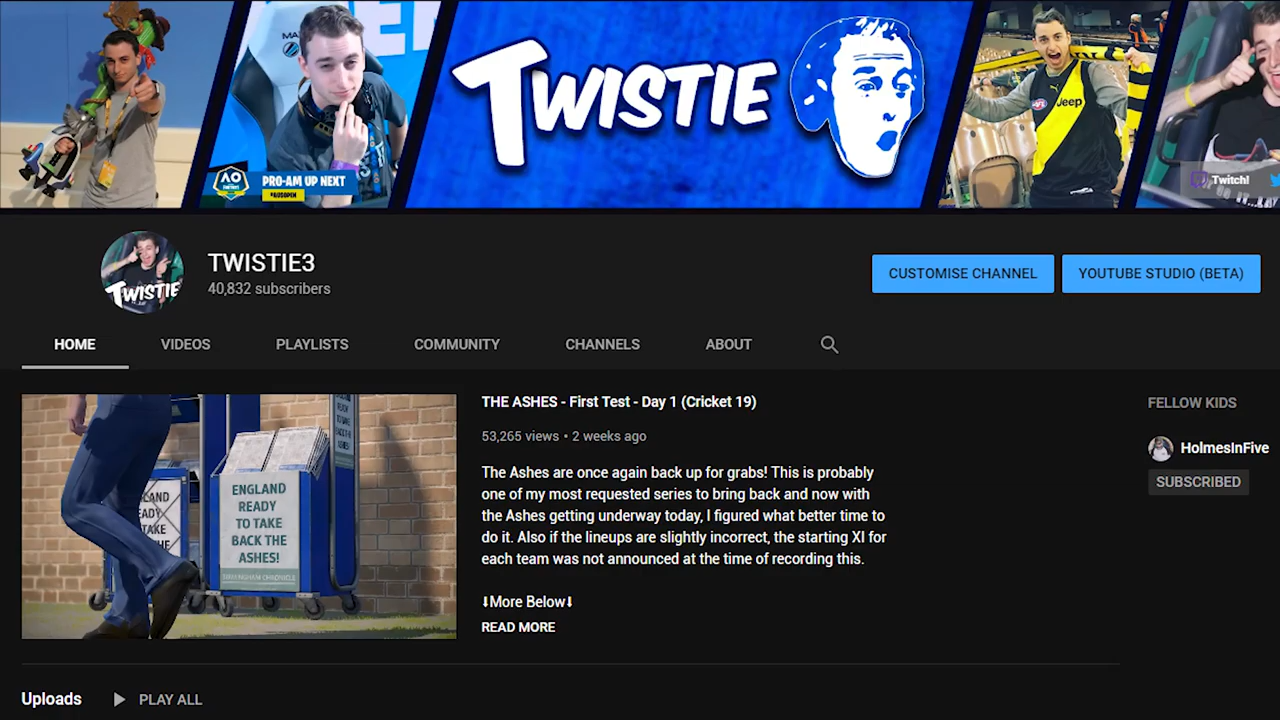 TWISTIE
AO
PRO-AM UP NEXT
#AUSOPEN
AFL
Jeep
Twitch!
TWISTIE
TWISTIE3
40,832 subscribers
CUSTOMISE CHANNEL
YOUTUBE STUDIO (BETA)
HOME
VIDEOS
PLAYLISTS
COMMUNITY
CHANNELS
ABOUT
ENGLAND
READY
TO TAKE
BACK THE
ASHES!
THE ASHES - First Test - Day 1 (Cricket 19)
53,265 views • 2 weeks ago
The Ashes are once again back up for grabs! This is probably
one of my most requested series to bring back and now with
the Ashes getting underway today, I figured what better time to
do it. Also if the lineups are slightly incorrect, the starting XI for
each team was not announced at the time of recording this.
⬇More Below⬇
READ MORE
FELLOW KIDS
HolmesInFive
SUBSCRIBED
Uploads
PLAY ALL